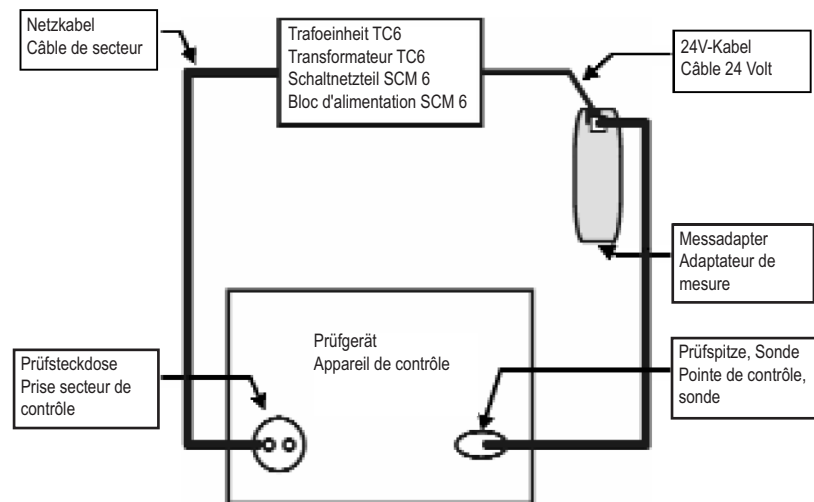 Netzkabel
Câble de secteur
Trafoeinheit TC6
Transformateur TC6
Schaltnetzteil SCM 6
Bloc d'alimentation SCM 6
24V-Kabel
Câble 24 Volt
Messadapter
Adaptateur de
mesure
Prüfgerät
Appareil de contrôle
Prüfsteckdose
Prise secteur de
contrôle
Prüfspitze, Sonde
Pointe de contrôle,
sonde